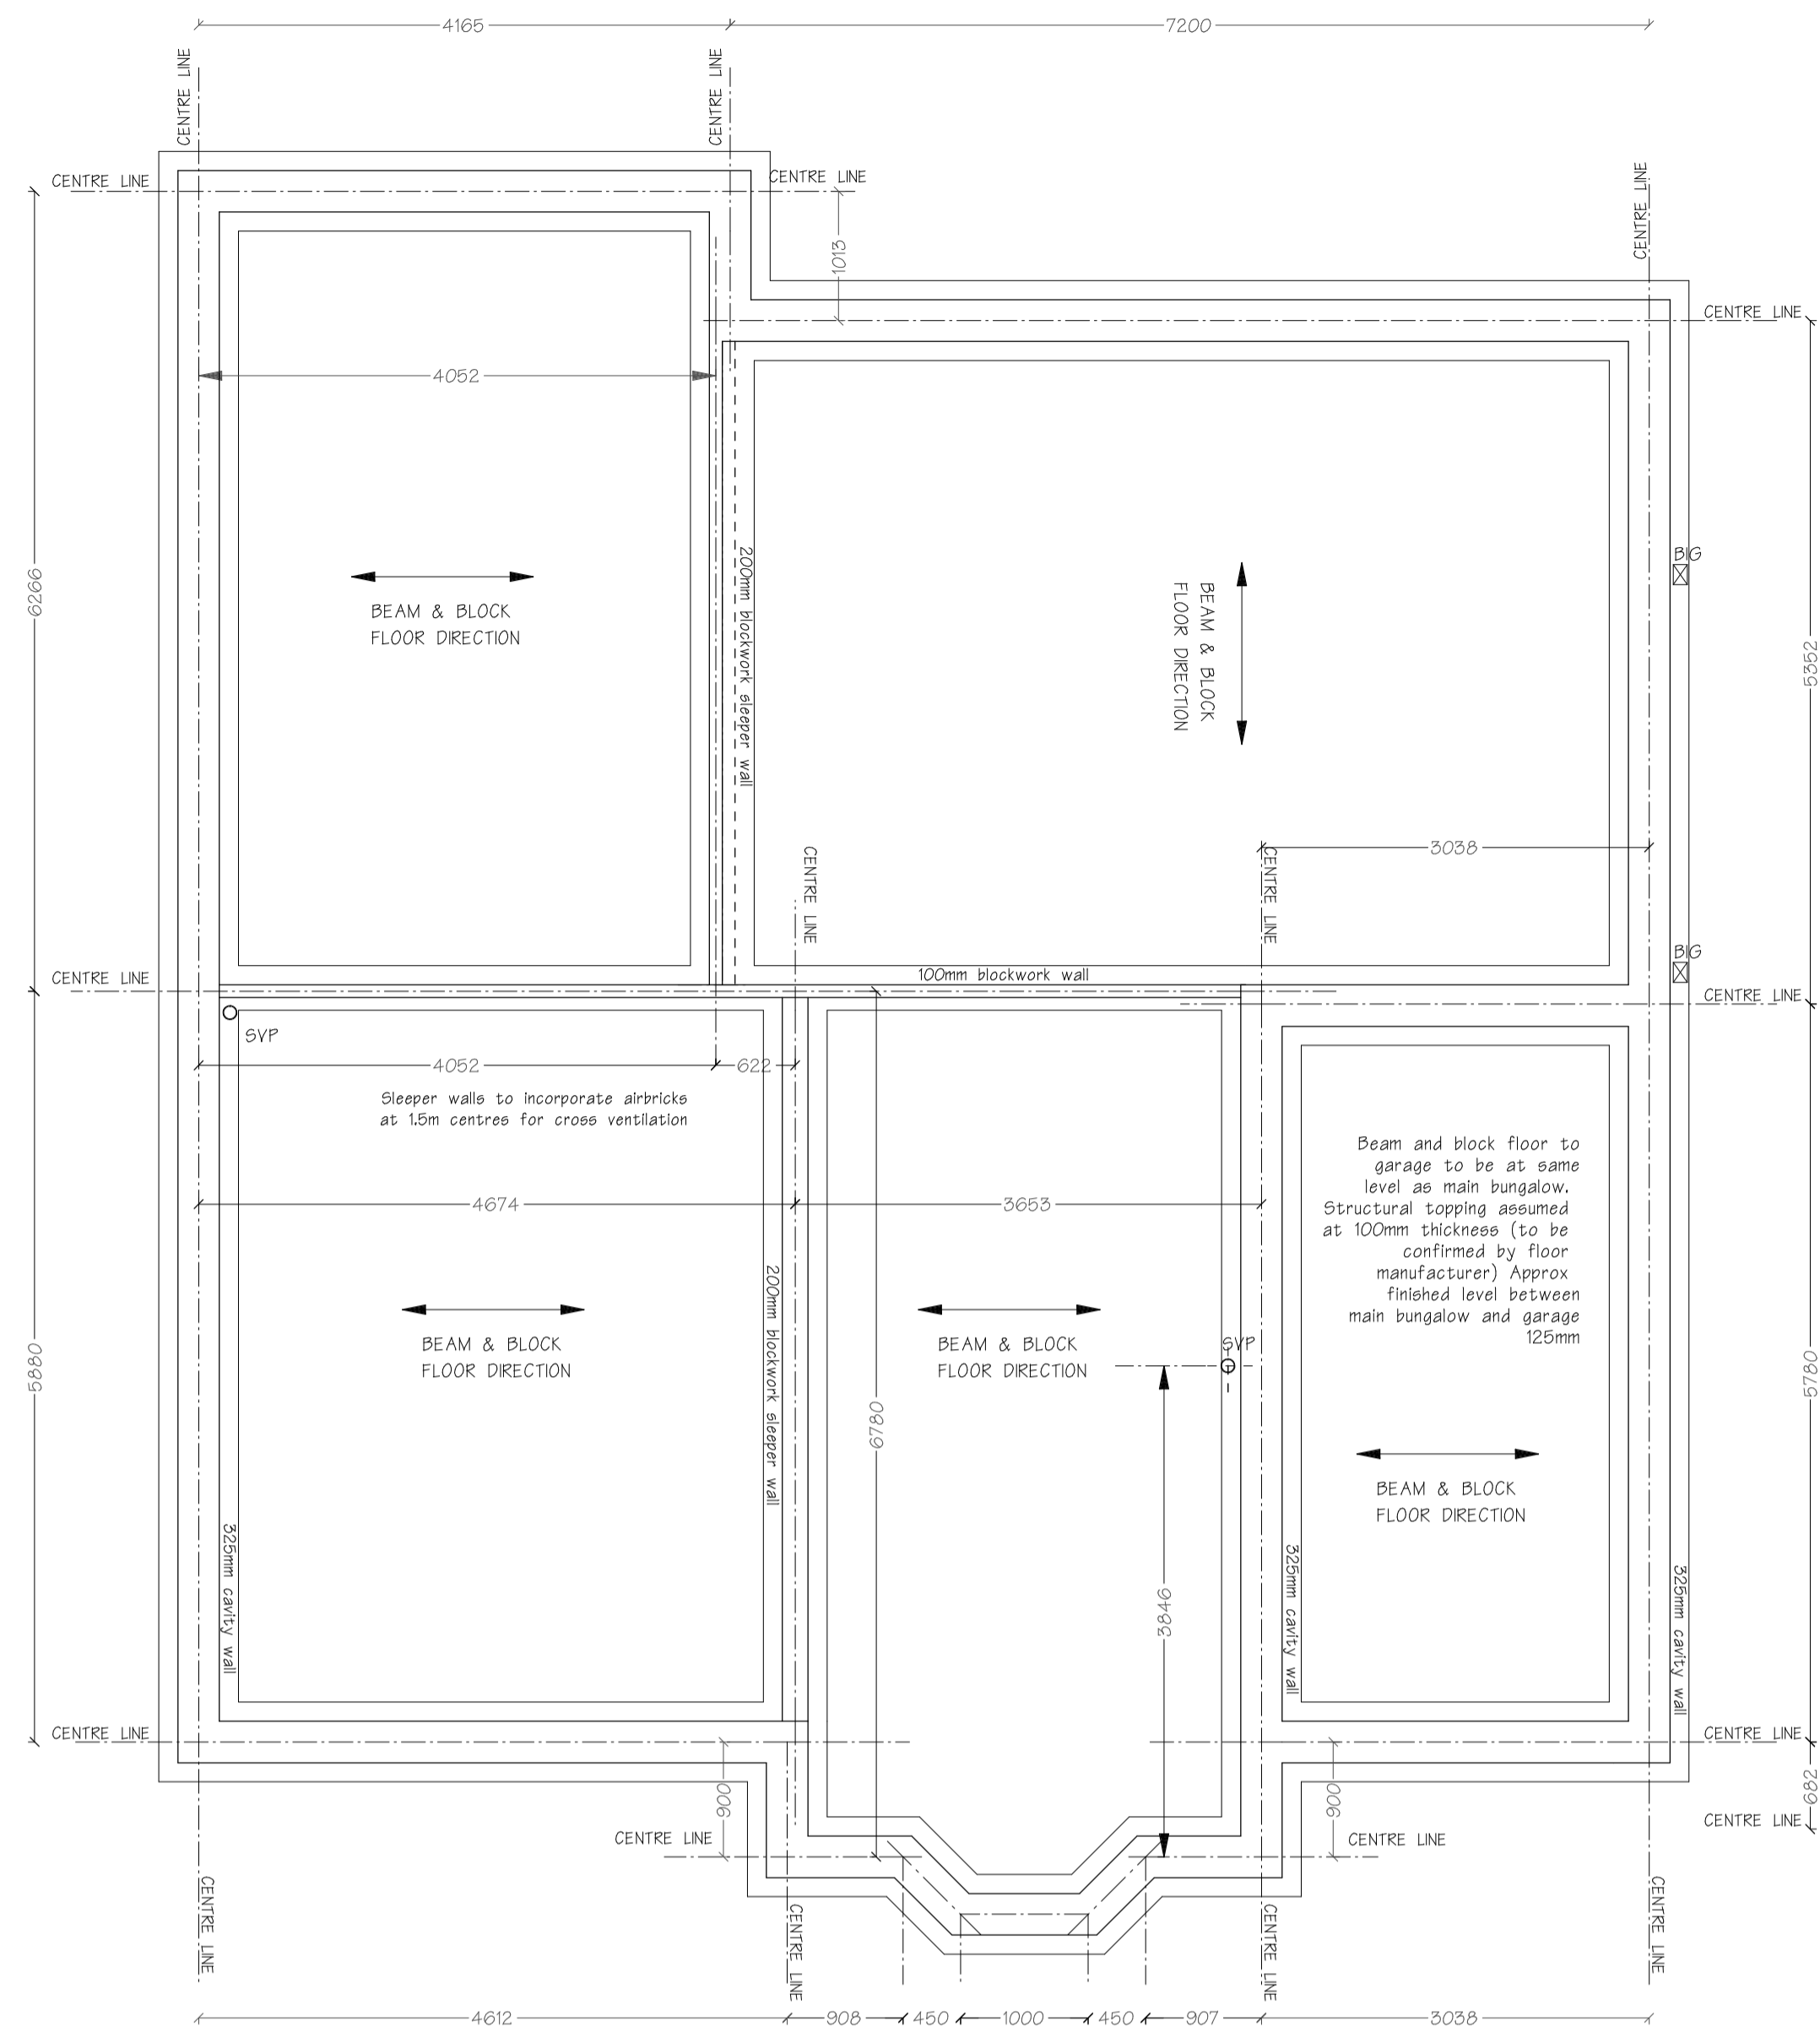 4165
7200
CENTRE LINE
CENTRE LINE
CENTRE LINE
CENTRE LINE
CENTRE LINE
1013
CENTRE LINE
4052
BIG
200mm blockwork sleeper wall
BEAM & BLOCK
FLOOR DIRECTION
BEAM & BLOCK
FLOOR DIRECTION
6266
5352
3038
CENTRE LINE
CENTRE LINE
BIG
100mm blockwork wall
CENTRE LINE
CENTRE LINE
SVP
4052
622
Sleeper walls to incorporate airbricks
at 1.5m centres for cross ventilation
Beam and block floor to
garage to be at same
level as main bungalow.
Structural topping assumed
at 100mm thickness (to be
confirmed by floor
manufacturer) Approx
finished level between
main bungalow and garage
125mm
4674
3653
200mm blockwork sleeper wall
BEAM & BLOCK
FLOOR DIRECTION
BEAM & BLOCK
FLOOR DIRECTION
SVP
5880
6780
5780
BEAM & BLOCK
FLOOR DIRECTION
3846
325mm cavity wall
325mm cavity wall
325mm cavity wall
CENTRE LINE
CENTRE LINE
900
900
682
CENTRE LINE
CENTRE LINE
CENTRE LINE
CENTRE LINE
CENTRE LINE
CENTRE LINE
CENTRE LINE
4612
908
450
1000
450
907
3038